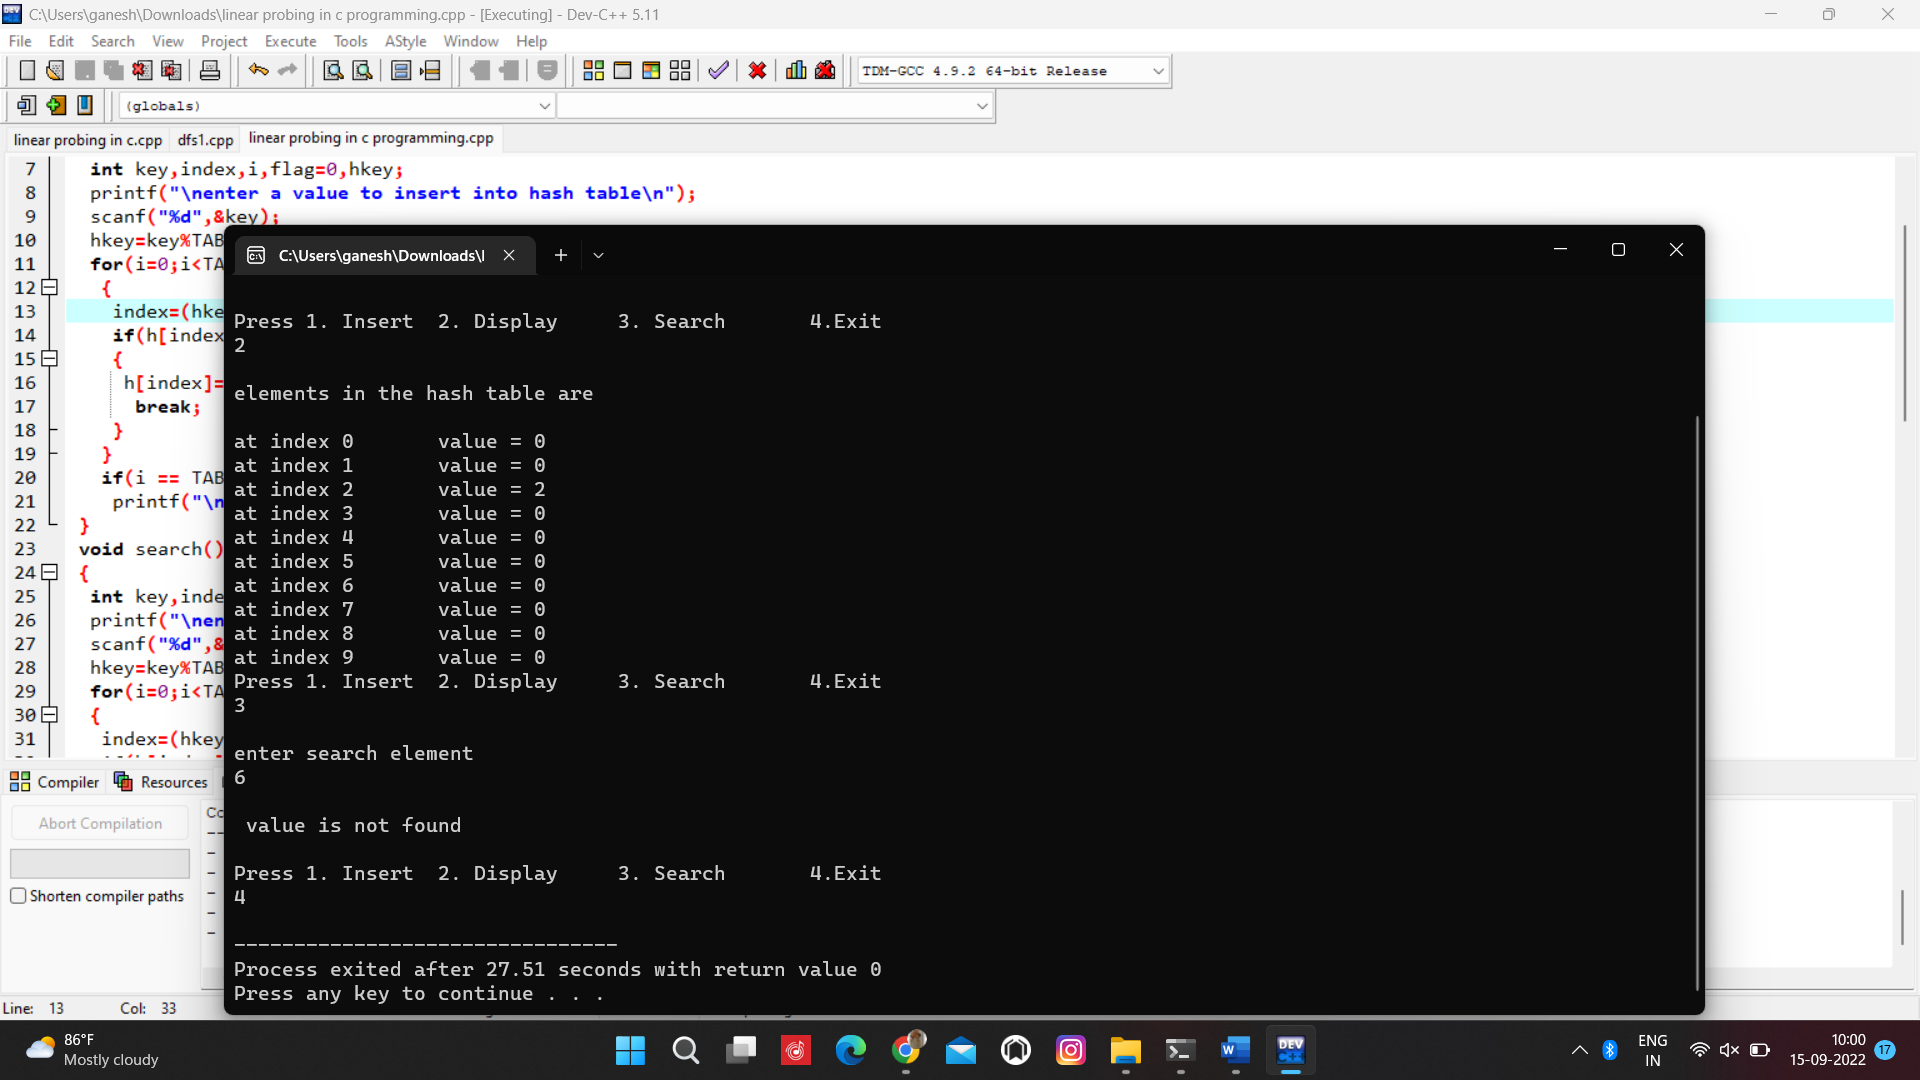 C:\Users\ganesh\Downloads\linear probing in c programming.cpp - [Executing] - Dev-C++ 5.11
File Edit Search View Project Execute Tools AStyle Window Help
TDM-GCC 4.9.2 64-bit Release
(globals)
linear probing in c.cpp dfs1.cpp linear probing in c programming.cpp
7 int key,index,i,flag=0,hkey;
8 printf("\nenter a value to insert into hash table\n");
9 scanf("%d",&key);
10 hkey=key%TAB
11 for(i=0;i<TA
12 {
13 index=(hke
14 if(h[index
15 {
16 h[index]=
17 break;
18 }
19 }
20 if(i == TAB
21 printf("\n
22 }
23 void search()
24 {
25 int key,inde
26 printf("\nen
27 scanf("%d",&
28 hkey=key%TAB
29 for(i=0;i<TA
30 {
31 index=(hkey
C:\Users\ganesh\Downloads\l
Press 1. Insert 2. Display 3. Search 4.Exit
2
elements in the hash table are
at index 0 value = 0
at index 1 value = 0
at index 2 value = 2
at index 3 value = 0
at index 4 value = 0
at index 5 value = 0
at index 6 value = 0
at index 7 value = 0
at index 8 value = 0
at index 9 value = 0
Press 1. Insert 2. Display 3. Search 4.Exit
3
enter search element
6
value is not found
Press 1. Insert 2. Display 3. Search 4.Exit
4
--------------------------------
Process exited after 27.51 seconds with return value 0
Press any key to continue . . .
Compiler Resources
Abort Compilation
Shorten compiler paths
Line: 13 Col: 33
86°F
Mostly cloudy
DEV C++
ENG
IN
10:00
15-09-2022
17